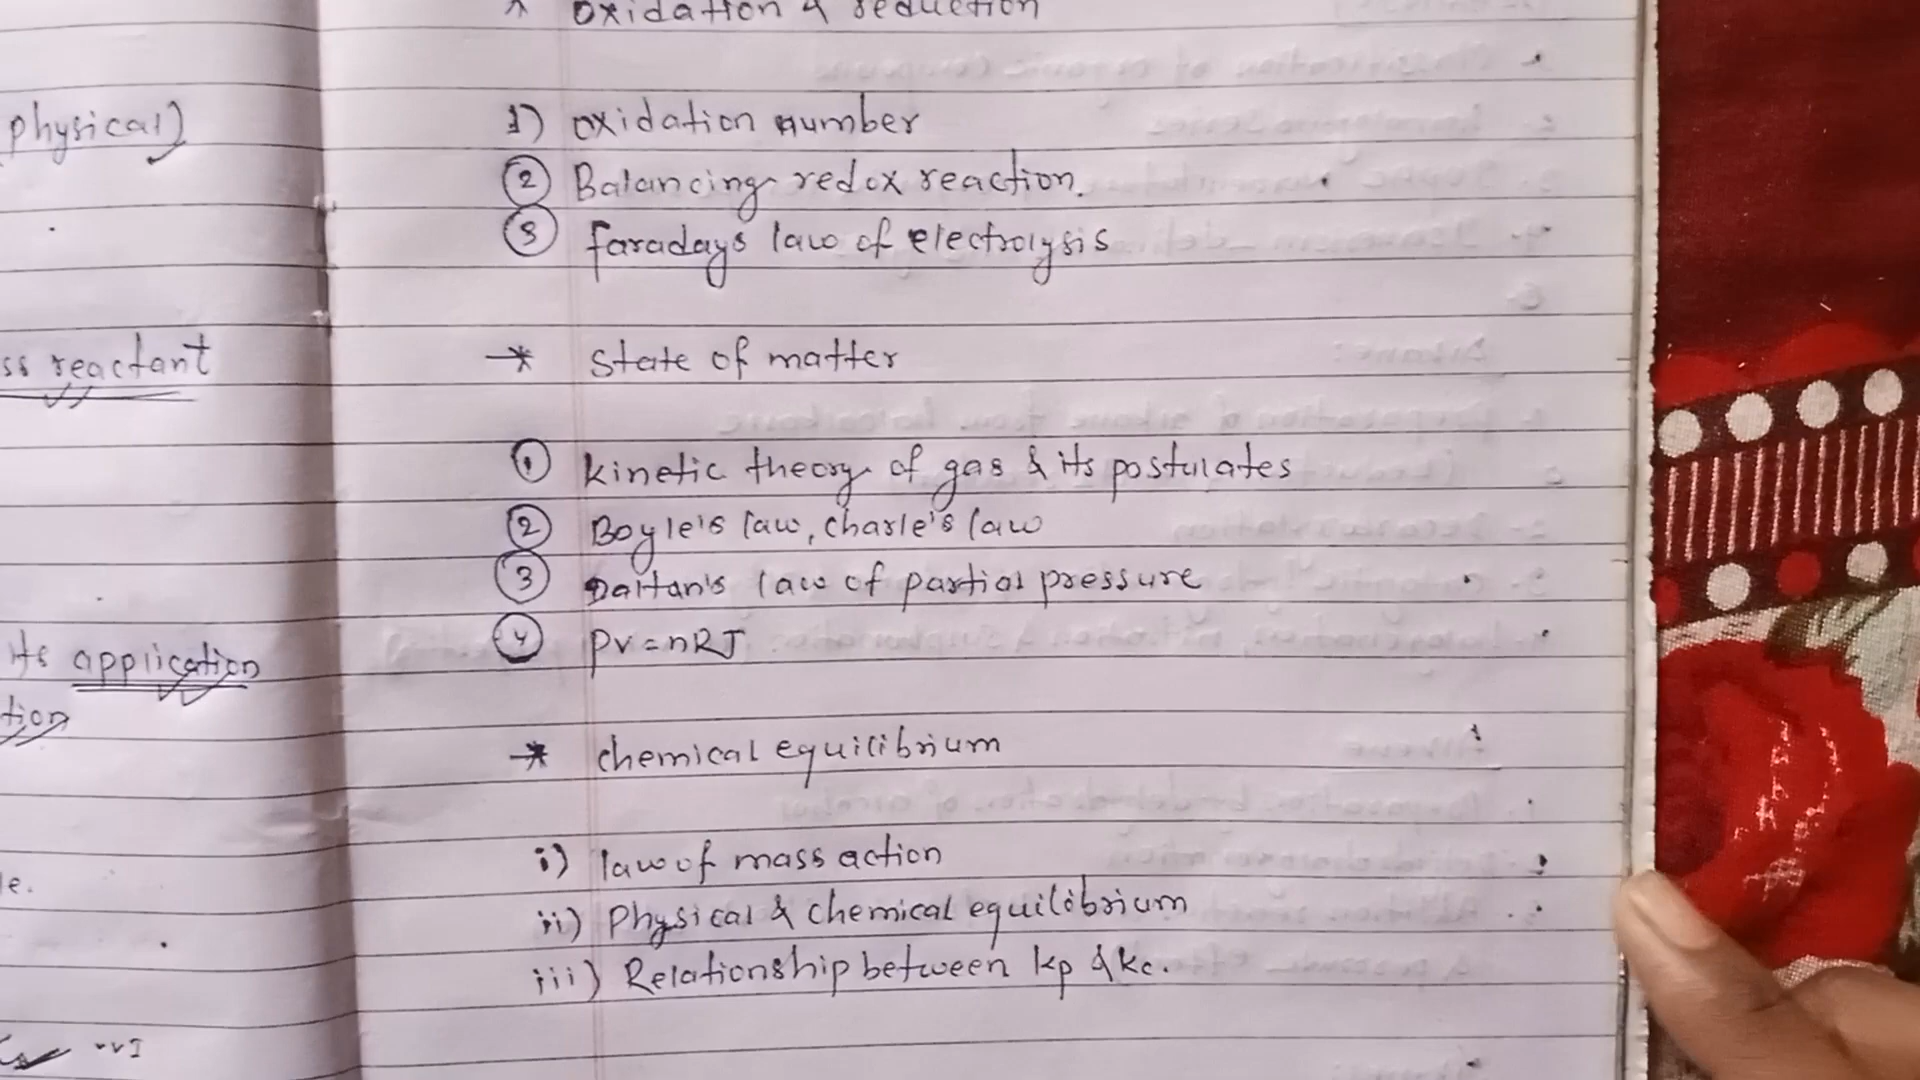 physical)
ss reactant
its application
tion
le.
* oxidation & reduction
1) oxidation number
② Balancing redox reaction.
③ faradays law of electrolysis
* State of matter
① kinetic theory of gas & its postulates
② Boyle's law, charle's law
③ Daltan's law of partial pressure
④ PV=nRT
* chemical equilibrium
i) law of mass action
ii) Physical & chemical equilibrium
iii) Relationship between kp & kc.